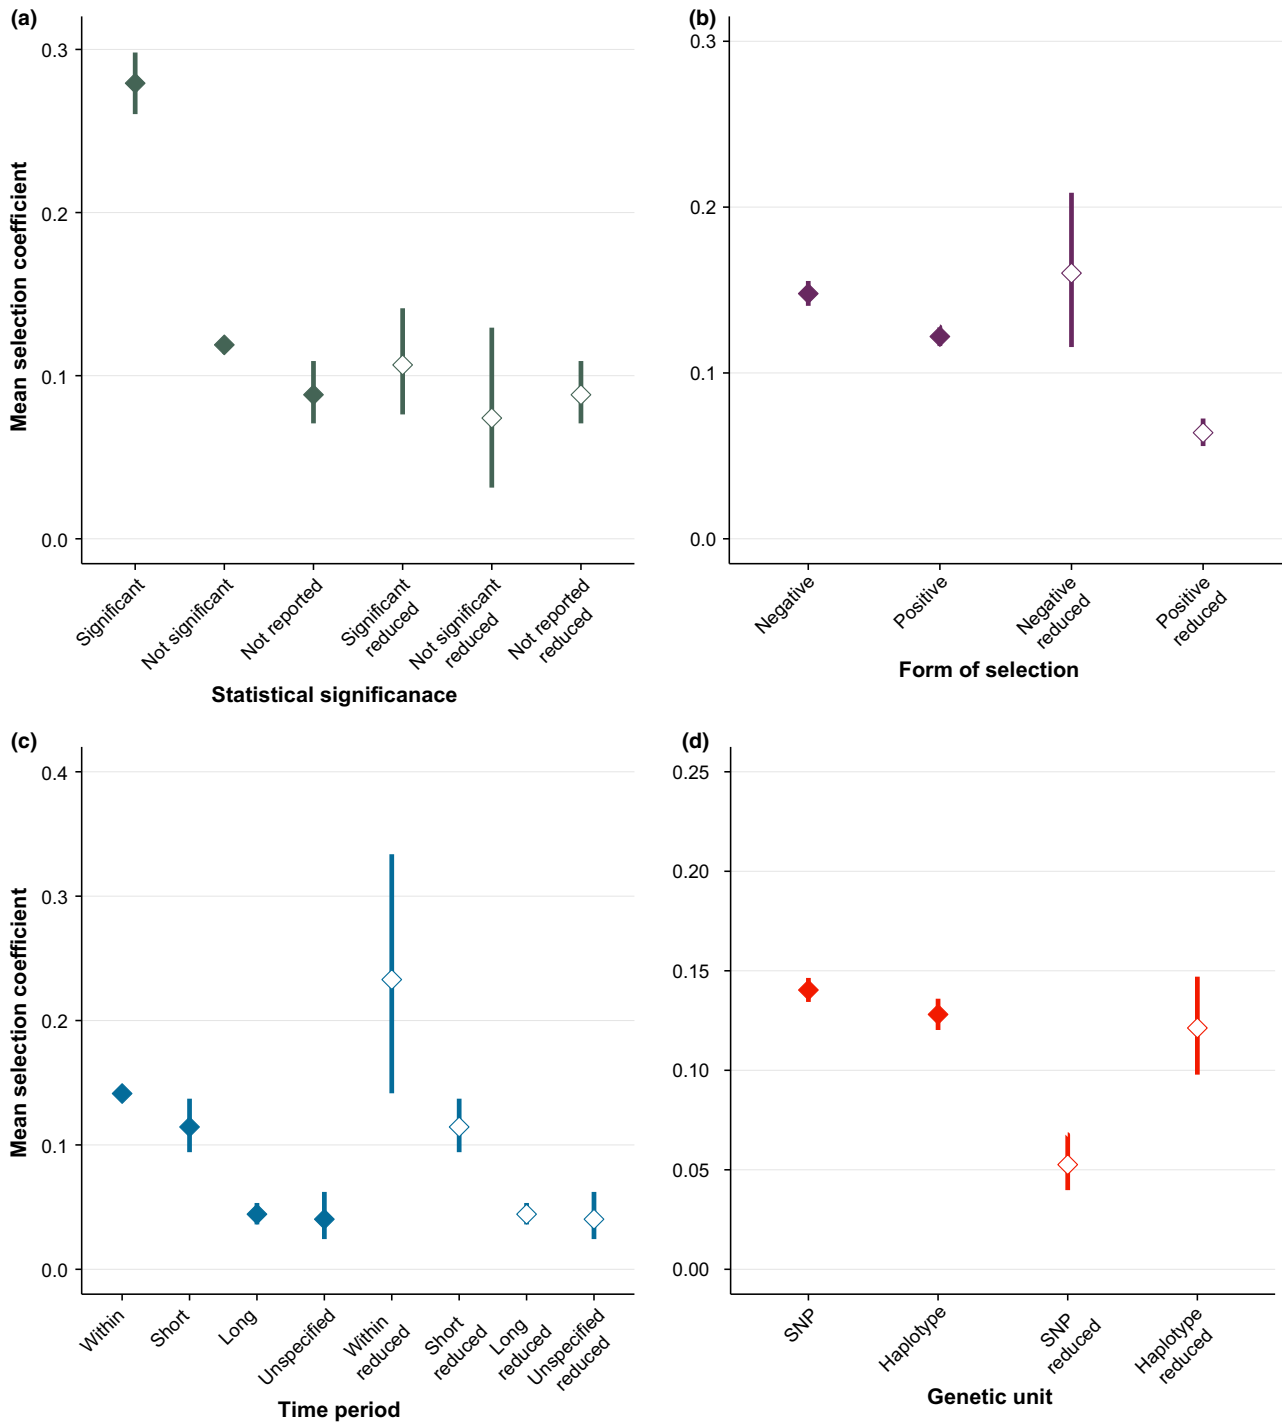 (a)
Mean selection coefficient
0.3
0.2
0.1
0.0
Significant
Not significant
Not reported
Significant
reduced
Not significant
reduced
Not reported
reduced
Statistical significanace
(b)
0.3
0.2
0.1
0.0
Negative
Positive
Negative
reduced
Positive
reduced
Form of selection
(c)
Mean selection coefficient
0.4
0.3
0.2
0.1
0.0
Within
Short
Long
Unspecified
Within
reduced
Short
reduced
Long
reduced
Unspecified
reduced
Time period
(d)
0.25
0.20
0.15
0.10
0.05
0.00
SNP
Haplotype
SNP
reduced
Haplotype
reduced
Genetic unit